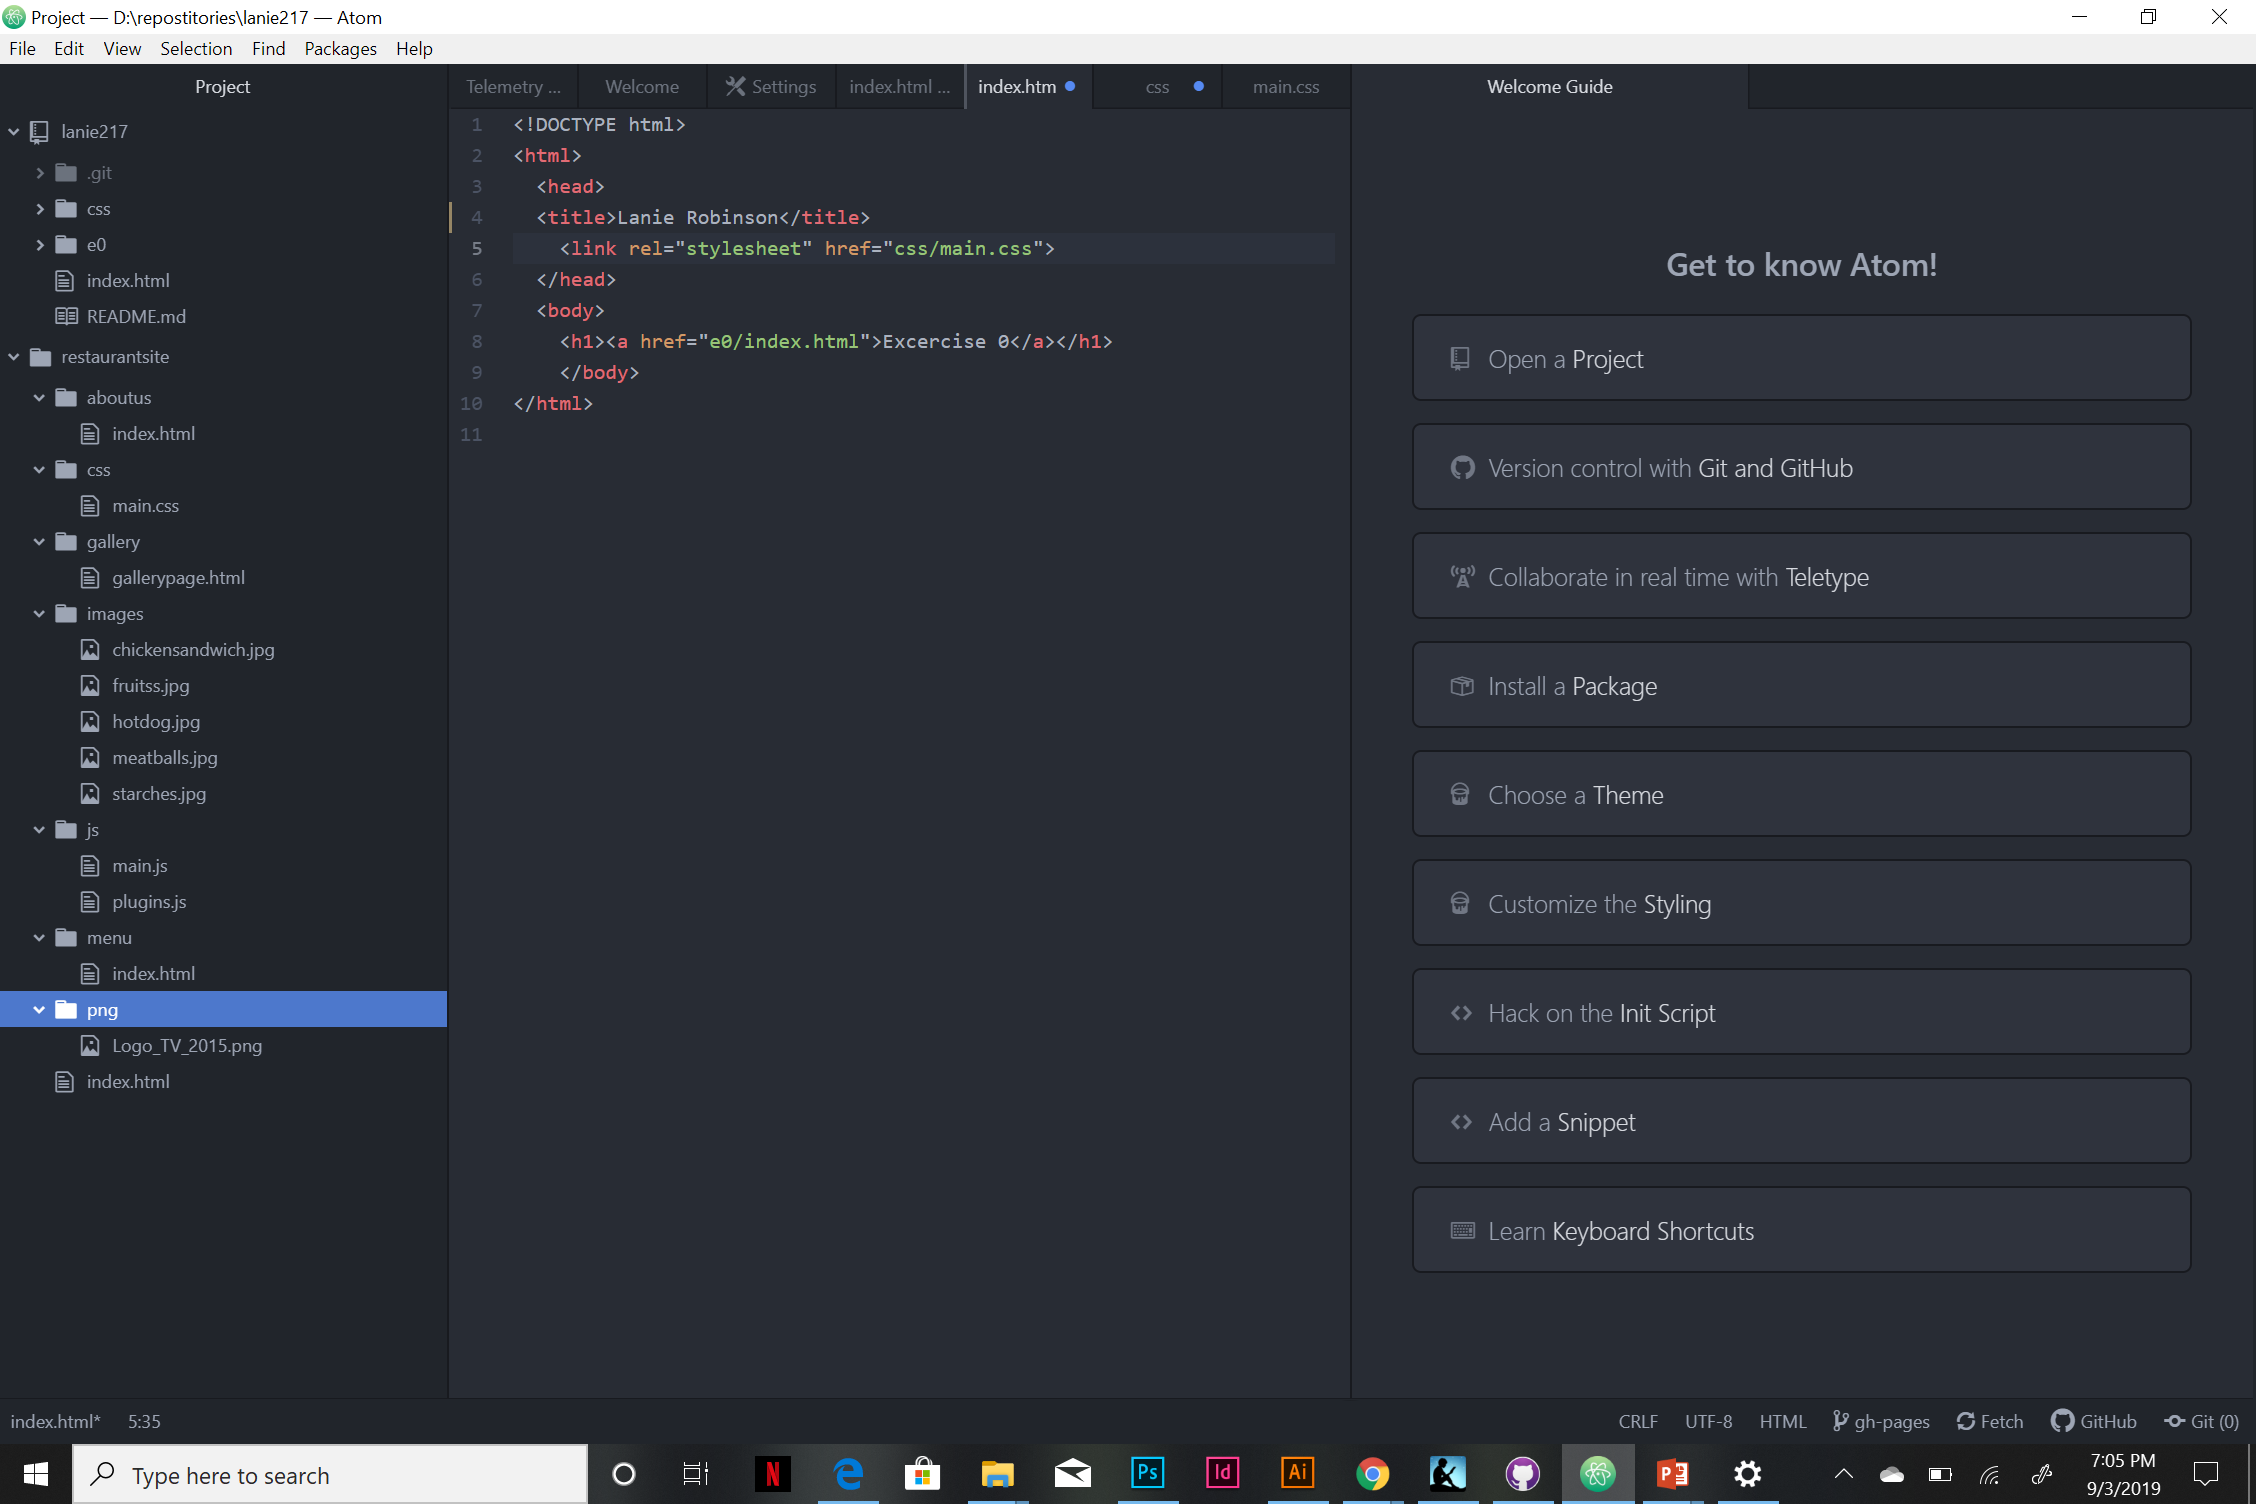 Project — D:\repostitories\lanie217 — Atom
File Edit View Selection Find Packages Help
Project
lanie217
.git
css
e0
index.html
README.md
restaurantsite
aboutus
index.html
css
main.css
gallery
gallerypage.html
images
chickensandwich.jpg
fruitss.jpg
hotdog.jpg
meatballs.jpg
starches.jpg
js
main.js
plugins.js
menu
index.html
png
Logo_TV_2015.png
index.html
Telemetry ... Welcome Settings index.html ... index.htm css main.css
1 <!DOCTYPE html>
2 <html>
3 <head>
4 <title>Lanie Robinson</title>
5 <link rel="stylesheet" href="css/main.css">
6 </head>
7 <body>
8 <h1><a href="e0/index.html">Excercise 0</a></h1>
9 </body>
10 </html>
11
Welcome Guide
Get to know Atom!
Open a Project
Version control with Git and GitHub
Collaborate in real time with Teletype
Install a Package
Choose a Theme
Customize the Styling
Hack on the Init Script
Add a Snippet
Learn Keyboard Shortcuts
index.html* 5:35 CRLF UTF-8 HTML gh-pages Fetch GitHub Git (0)
Type here to search
N
Ps
Id
Ai
P
7:05 PM
9/3/2019